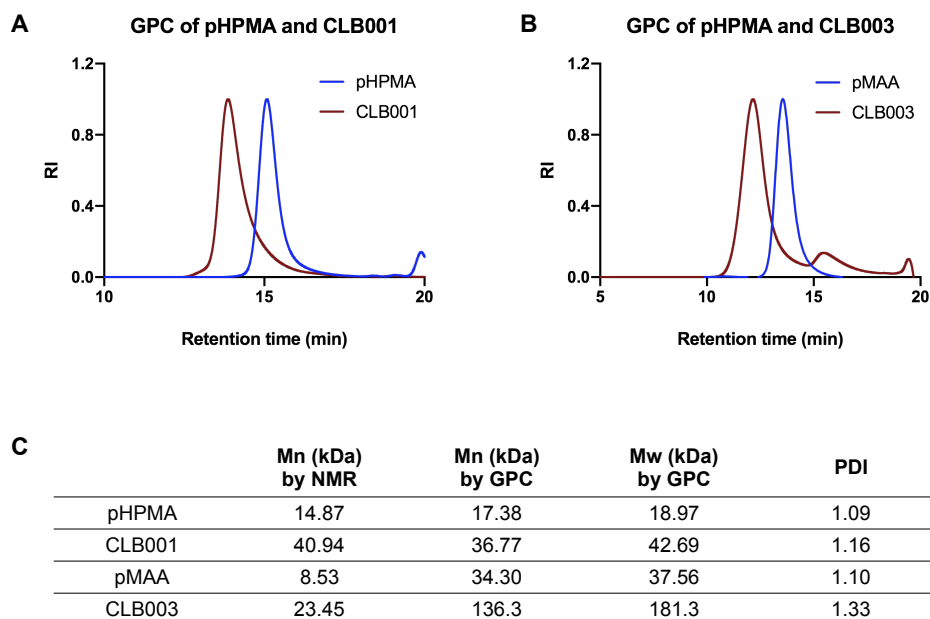 A
GPC of pHPMA and CLB001
1.2
0.8
0.4
0.0
RI
pHPMA
CLB001
10
15
20
Retention time (min)
B
GPC of pHPMA and CLB003
1.2
0.8
0.4
0.0
RI
pMAA
CLB003
5
10
15
20
Retention time (min)
C
Mn (kDa) by NMR
Mn (kDa) by GPC
Mw (kDa) by GPC
PDI
pHPMA 14.87 17.38 18.97 1.09
CLB001 40.94 36.77 42.69 1.16
pMAA 8.53 34.30 37.56 1.10
CLB003 23.45 136.3 181.3 1.33